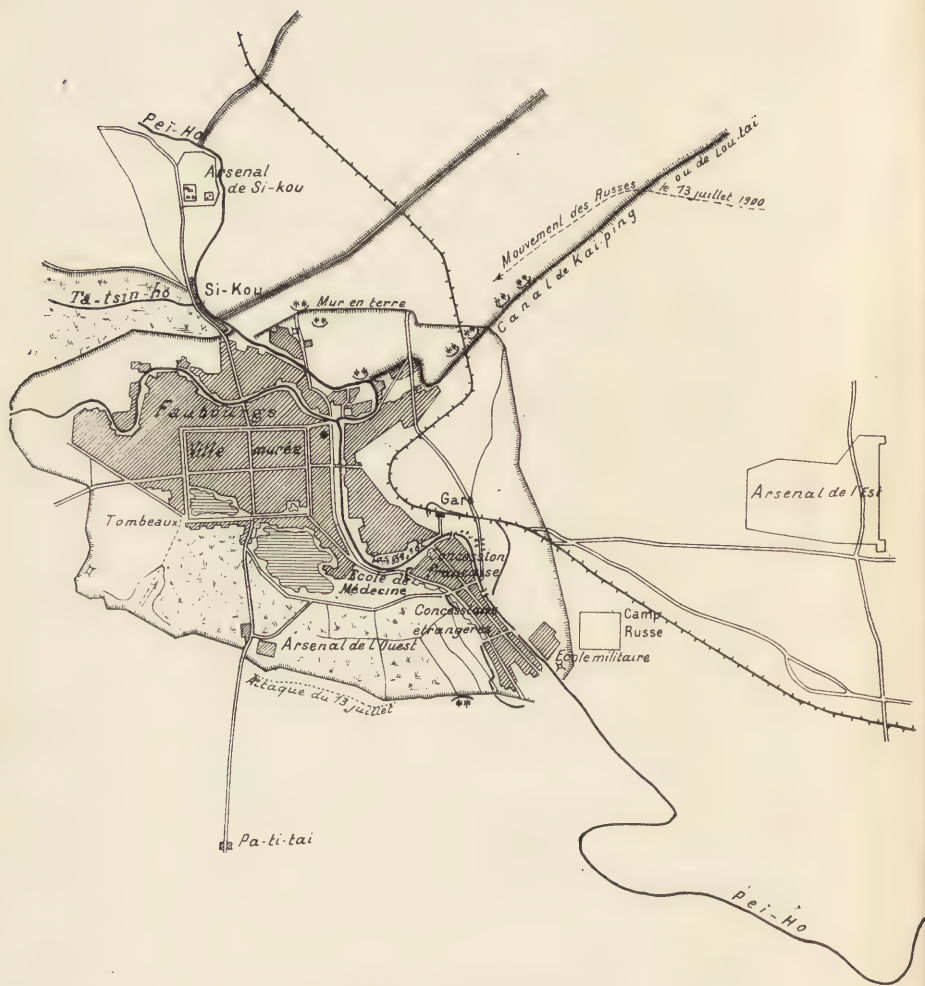 Peï-Ho
Arsenal
de Si-kou
ou de Lou-taï
Mouvement des Russes le 13 juillet 1900
Canal de Kaï-ping
Ta-tsin-ho
Si-Kou
Mur en terre
Faubourgs
Ville murée
Gare
Arsenal de l'Est
Tombeaux
Concession
Française
École de
Médecine
Concessions
étrangères
Camp
Russe
Arsenal de l'Ouest
École militaire
Attaque du 13
juillet
Pa-ti-tai
Peï-Ho